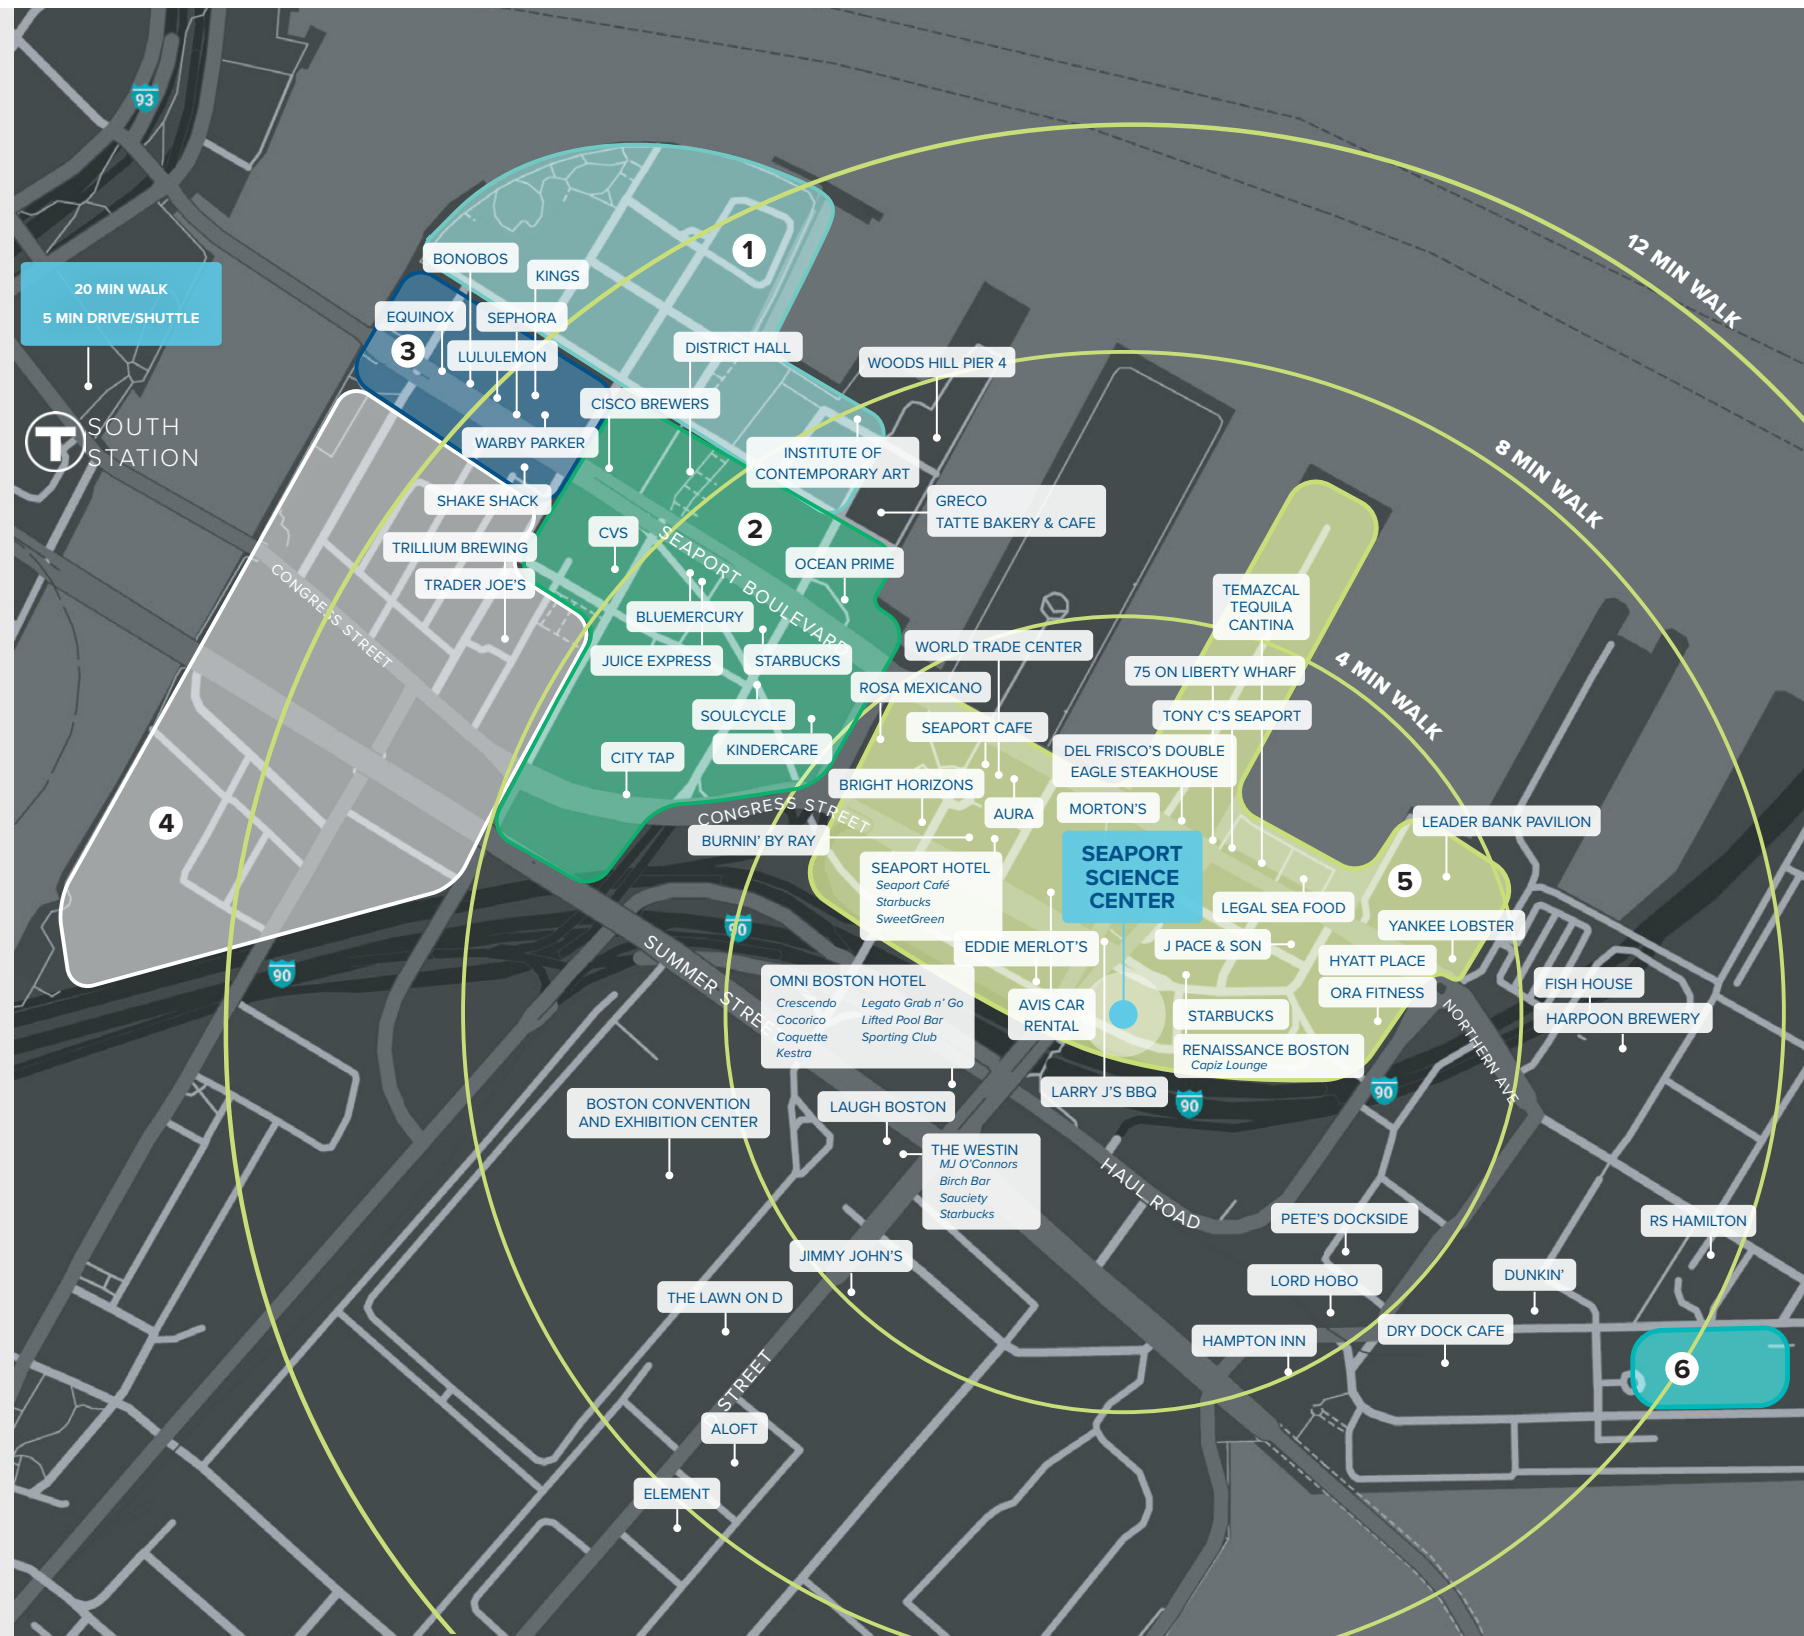 93
12 MIN WALK
1
BONOBOS
KINGS
20 MIN WALK
5 MIN DRIVE/SHUTTLE
EQUINOX
SEPHORA
3
LULULEMON
DISTRICT HALL
WOODS HILL PIER 4
CISCO BREWERS
T
SOUTH
STATION
WARBY PARKER
INSTITUTE OF
CONTEMPORARY ART
8 MIN WALK
SHAKE SHACK
GRECO
TATTE BAKERY & CAFE
2
CVS
SEAPORT BOULEVARD
TRILLIUM BREWING
OCEAN PRIME
TRADER JOE'S
CONGRESS STREET
TEMAZCAL
TEQUILA
CANTINA
BLUEMERCURY
WORLD TRADE CENTER
JUICE EXPRESS
STARBUCKS
75 ON LIBERTY WHARF
4 MIN WALK
ROSA MEXICANO
SOULCYCLE
SEAPORT CAFE
TONY C'S SEAPORT
KINDERCARE
CITY TAP
DEL FRISCO'S DOUBLE
EAGLE STEAKHOUSE
BRIGHT HORIZONS
AURA
MORTON'S
CONGRESS STREET
4
LEADER BANK PAVILION
BURNIN' BY RAY
SEAPORT
SCIENCE
CENTER
SEAPORT HOTEL
Seaport Café
Starbucks
SweetGreen
5
LEGAL SEA FOOD
90
YANKEE LOBSTER
EDDIE MERLOT'S
J PACE & SON
HYATT PLACE
90
SUMMER STREET
OMNI BOSTON HOTEL
Crescendo
Cocorico
Coquette
Kestra
Legato Grab n' Go
Lifted Pool Bar
Sporting Club
ORA FITNESS
FISH HOUSE
AVIS CAR
RENTAL
STARBUCKS
HARPOON BREWERY
NORTHERN AVE
RENAISSANCE BOSTON
Capiz Lounge
LARRY J'S BBQ
90
90
BOSTON CONVENTION
AND EXHIBITION CENTER
LAUGH BOSTON
THE WESTIN
MJ O'Connors
Birch Bar
Sauciety
Starbucks
HAUL ROAD
PETE'S DOCKSIDE
RS HAMILTON
JIMMY JOHN'S
LORD HOBO
DUNKIN'
THE LAWN ON D
HAMPTON INN
DRY DOCK CAFE
6
D STREET
ALOFT
ELEMENT